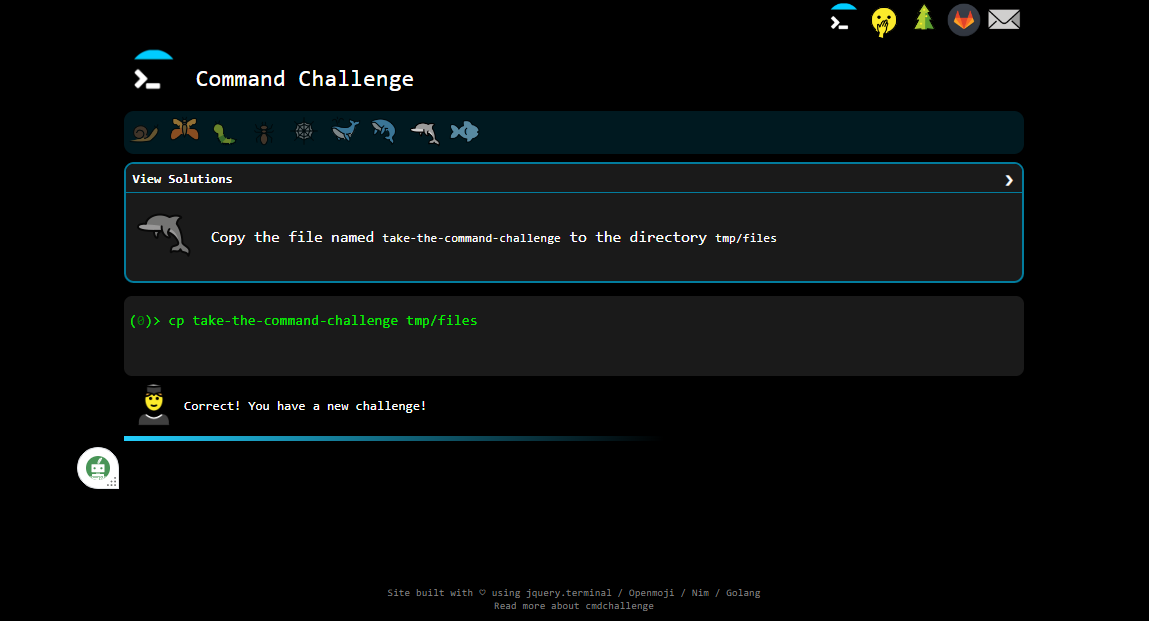 Command Challenge
View Solutions
Copy the file named take-the-command-challenge to the directory tmp/files
(0)> cp take-the-command-challenge tmp/files
Correct! You have a new challenge!
Site built with ♡ using jquery.terminal / Openmoji / Nim / Golang
Read more about cmdchallenge